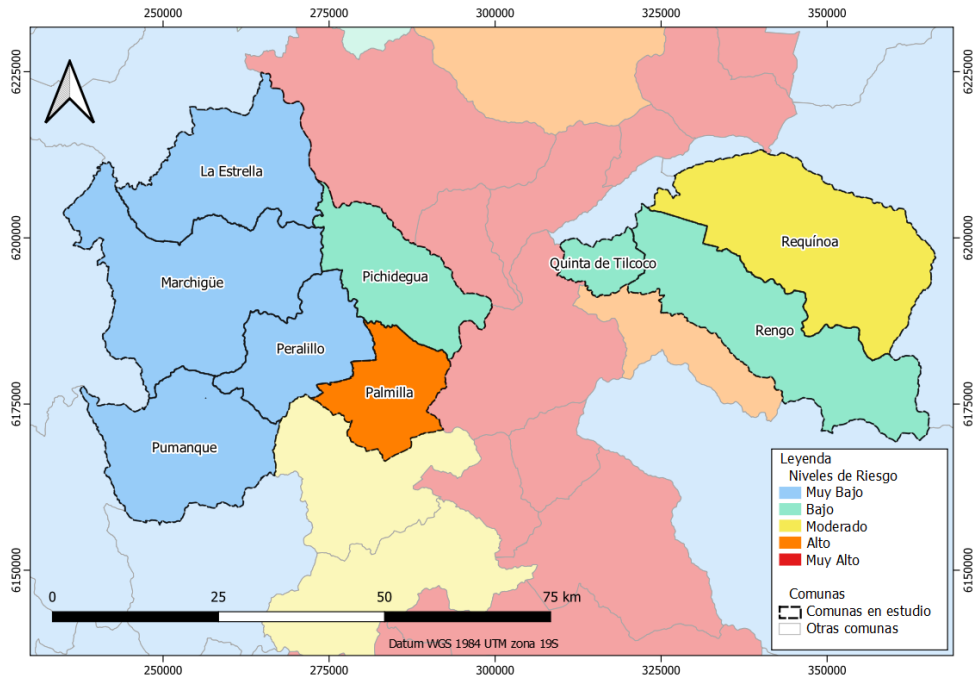 250000 275000 300000 325000 350000
6225000 6225000
La Estrella
6200000 6200000
Requínoa
Quinta de Tilcoco
Pichidegua
Marchigüe
Rengo
Peralillo
Palmilla
6175000 6175000
Pumanque
Leyenda
Niveles de Riesgo
Muy Bajo
Bajo
Moderado
Alto
Muy Alto
Comunas
Comunas en estudio
Otras comunas
6150000 6150000
0 25 50 75 km
Datum WGS 1984 UTM zona 19S
250000 275000 300000 325000 350000